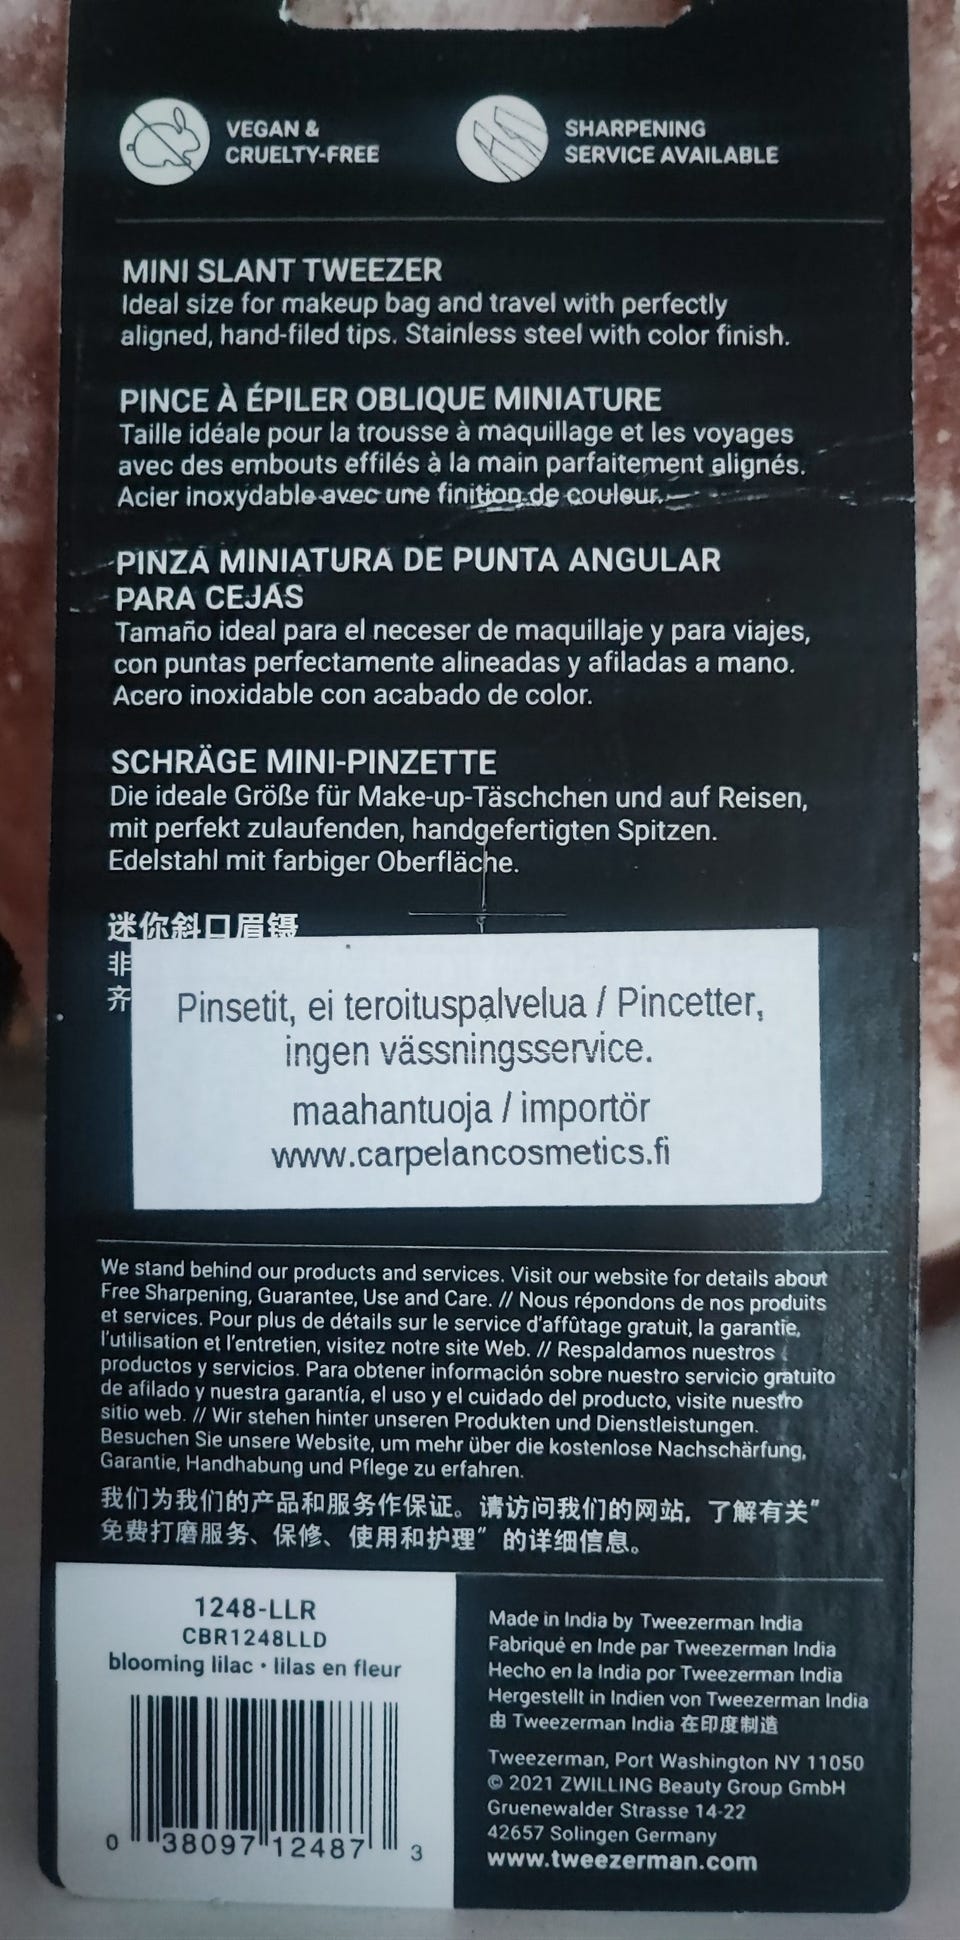 VEGAN &
CRUELTY-FREE
SHARPENING
SERVICE AVAILABLE
MINI SLANT TWEEZER
Ideal size for makeup bag and travel with perfectly
aligned, hand-filed tips. Stainless steel with color finish.
PINCE À ÉPILER OBLIQUE MINIATURE
Taille idéale pour la trousse à maquillage et les voyages
avec des embouts effilés à la main parfaitement alignés.
Acier inoxydable avec une finition de couleur.
PINZA MINIATURA DE PUNTA ANGULAR
PARA CEJAS
Tamaño ideal para el neceser de maquillaje y para viajes,
con puntas perfectamente alineadas y afiladas a mano.
Acero inoxidable con acabado de color.
SCHRÄGE MINI-PINZETTE
Die ideale Größe für Make-up-Täschchen und auf Reisen,
mit perfekt zulaufenden, handgefertigten Spitzen.
Edelstahl mit farbiger Oberfläche.
迷你斜口眉镊
非
齐
Pinsetit, ei teroituspalvelua / Pincetter,
ingen vässningsservice.
maahantuoja / importör
www.carpelancosmetics.fi
We stand behind our products and services. Visit our website for details about
Free Sharpening, Guarantee, Use and Care. // Nous répondons de nos produits
et services. Pour plus de détails sur le service d'affûtage gratuit, la garantie,
l'utilisation et l'entretien, visitez notre site Web. // Respaldamos nuestros
productos y servicios. Para obtener información sobre nuestro servicio gratuito
de afilado y nuestra garantía, el uso y el cuidado del producto, visite nuestro
sitio web. // Wir stehen hinter unseren Produkten und Dienstleistungen.
Besuchen Sie unsere Website, um mehr über die kostenlose Nachschärfung,
Garantie, Handhabung und Pflege zu erfahren.
我们为我们的产品和服务作保证。请访问我们的网站，了解有关"
免费打磨服务、保修、使用和护理"的详细信息。
1248-LLR
CBR1248LLD
blooming lilac • lilas en fleur
0 38097 12487 3
Made in India by Tweezerman India
Fabriqué en Inde par Tweezerman India
Hecho en la India por Tweezerman India
Hergestellt in Indien von Tweezerman India
由 Tweezerman India 在印度制造
Tweezerman, Port Washington NY 11050
© 2021 ZWILLING Beauty Group GmbH
Gruenewalder Strasse 14-22
42657 Solingen Germany
www.tweezerman.com